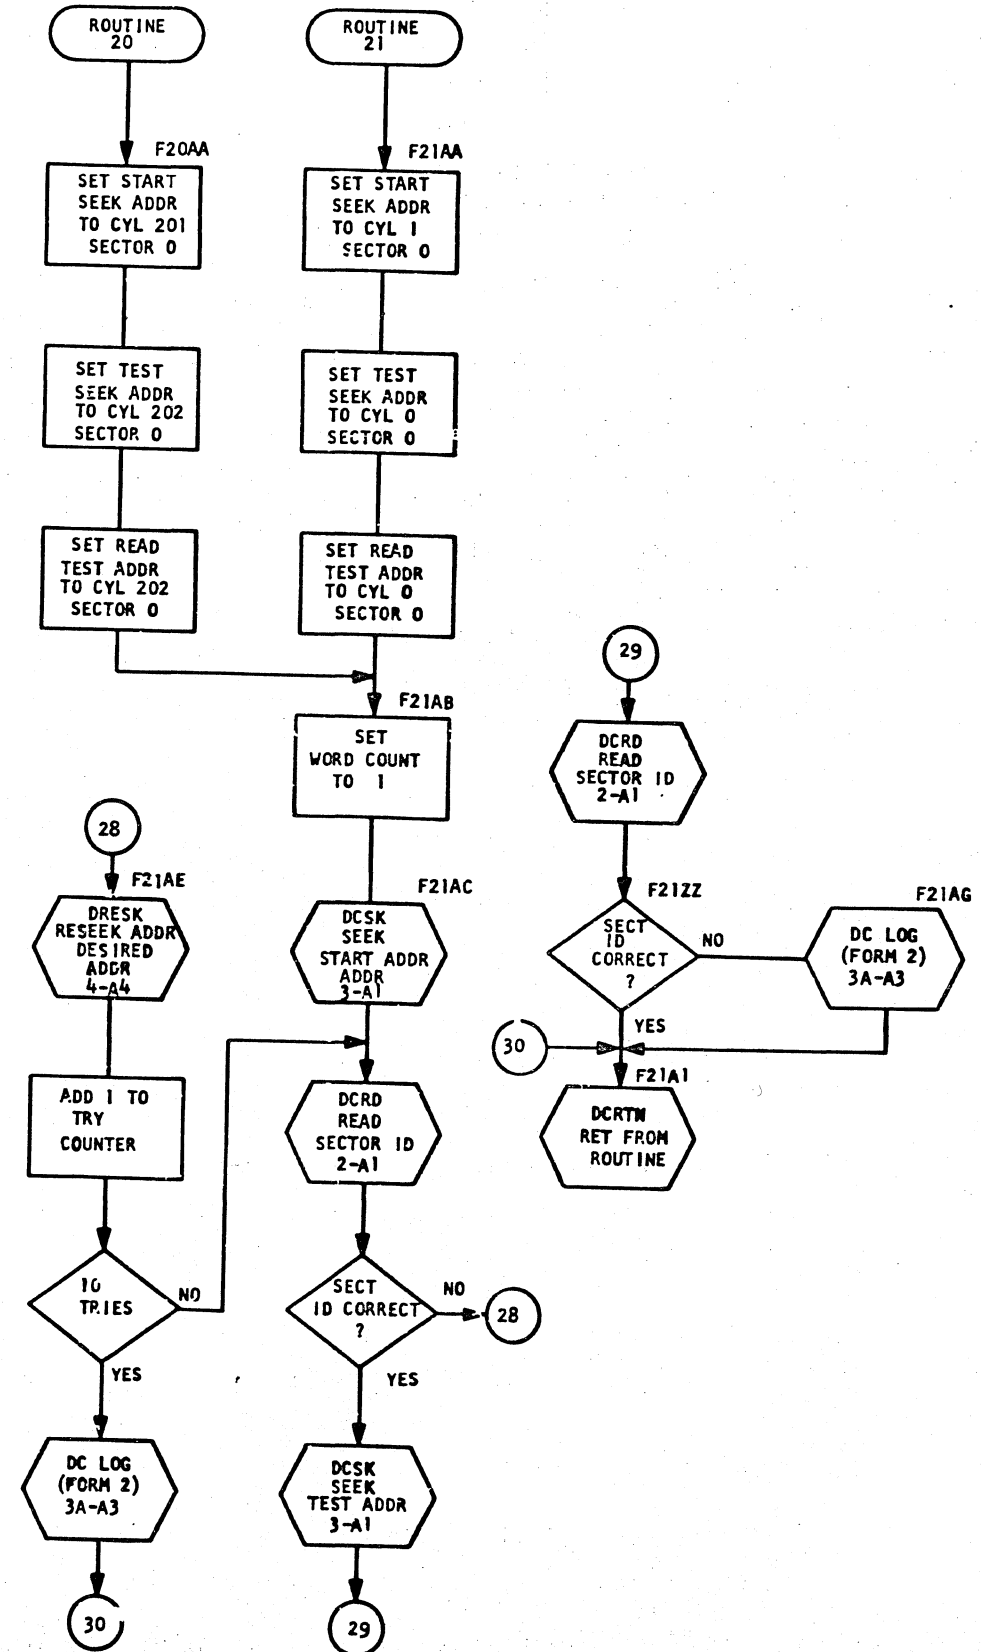 ROUTINE
20
F20AA
SET START
SEEK ADDR
TO CYL 201
SECTOR 0
SET TEST
SEEK ADDR
TO CYL 202
SECTOR 0
SET READ
TEST ADDR
TO CYL 202
SECTOR 0
ROUTINE
21
F21AA
SET START
SEEK ADDR
TO CYL 1
SECTOR 0
SET TEST
SEEK ADDR
TO CYL 0
SECTOR 0
SET READ
TEST ADDR
TO CYL 0
SECTOR 0
F21AB
SET
WORD COUNT
TO 1
F21AC
DCSK
SEEK
START ADDR
ADDR
3-A1
DCRD
READ
SECTOR ID
2-A1
SECT
ID CORRECT
?
NO
28
YES
DCSK
SEEK
TEST ADDR
3-A1
29
28
F21AE
DRESK
RESEEK ADDR
DESIRED
ADDR
4-A4
ADD 1 TO
TRY
COUNTER
10
TRIES
NO
YES
DC LOG
(FORM 2)
3A-A3
30
29
DCRD
READ
SECTOR ID
2-A1
F21ZZ
SECT
ID
CORRECT
?
NO
F21AG
DC LOG
(FORM 2)
3A-A3
YES
30
F21A1
DCRTN
RET FROM
ROUTINE